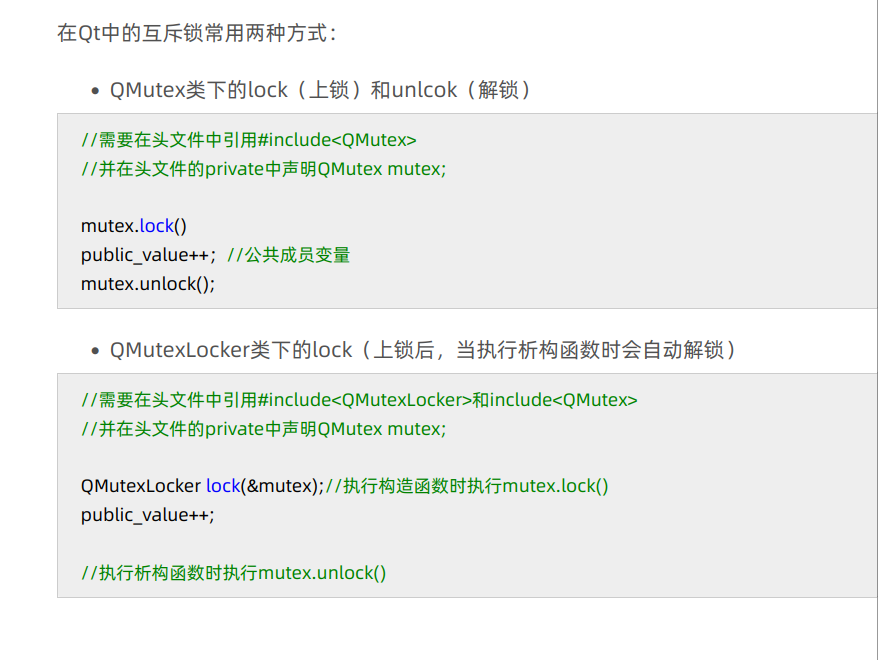 在Qt中的互斥锁常用两种方式：
• QMutex类下的lock（上锁）和unlcok（解锁）
//需要在头文件中引用#include<QMutex>
//并在头文件的private中声明QMutex mutex;
mutex.lock()
public_value++;  //公共成员变量
mutex.unlock();
• QMutexLocker类下的lock（上锁后，当执行析构函数时会自动解锁）
//需要在头文件中引用#include<QMutexLocker>和include<QMutex>
//并在头文件的private中声明QMutex mutex;
QMutexLocker lock(&mutex);//执行构造函数时执行mutex.lock()
public_value++;
//执行析构函数时执行mutex.unlock()